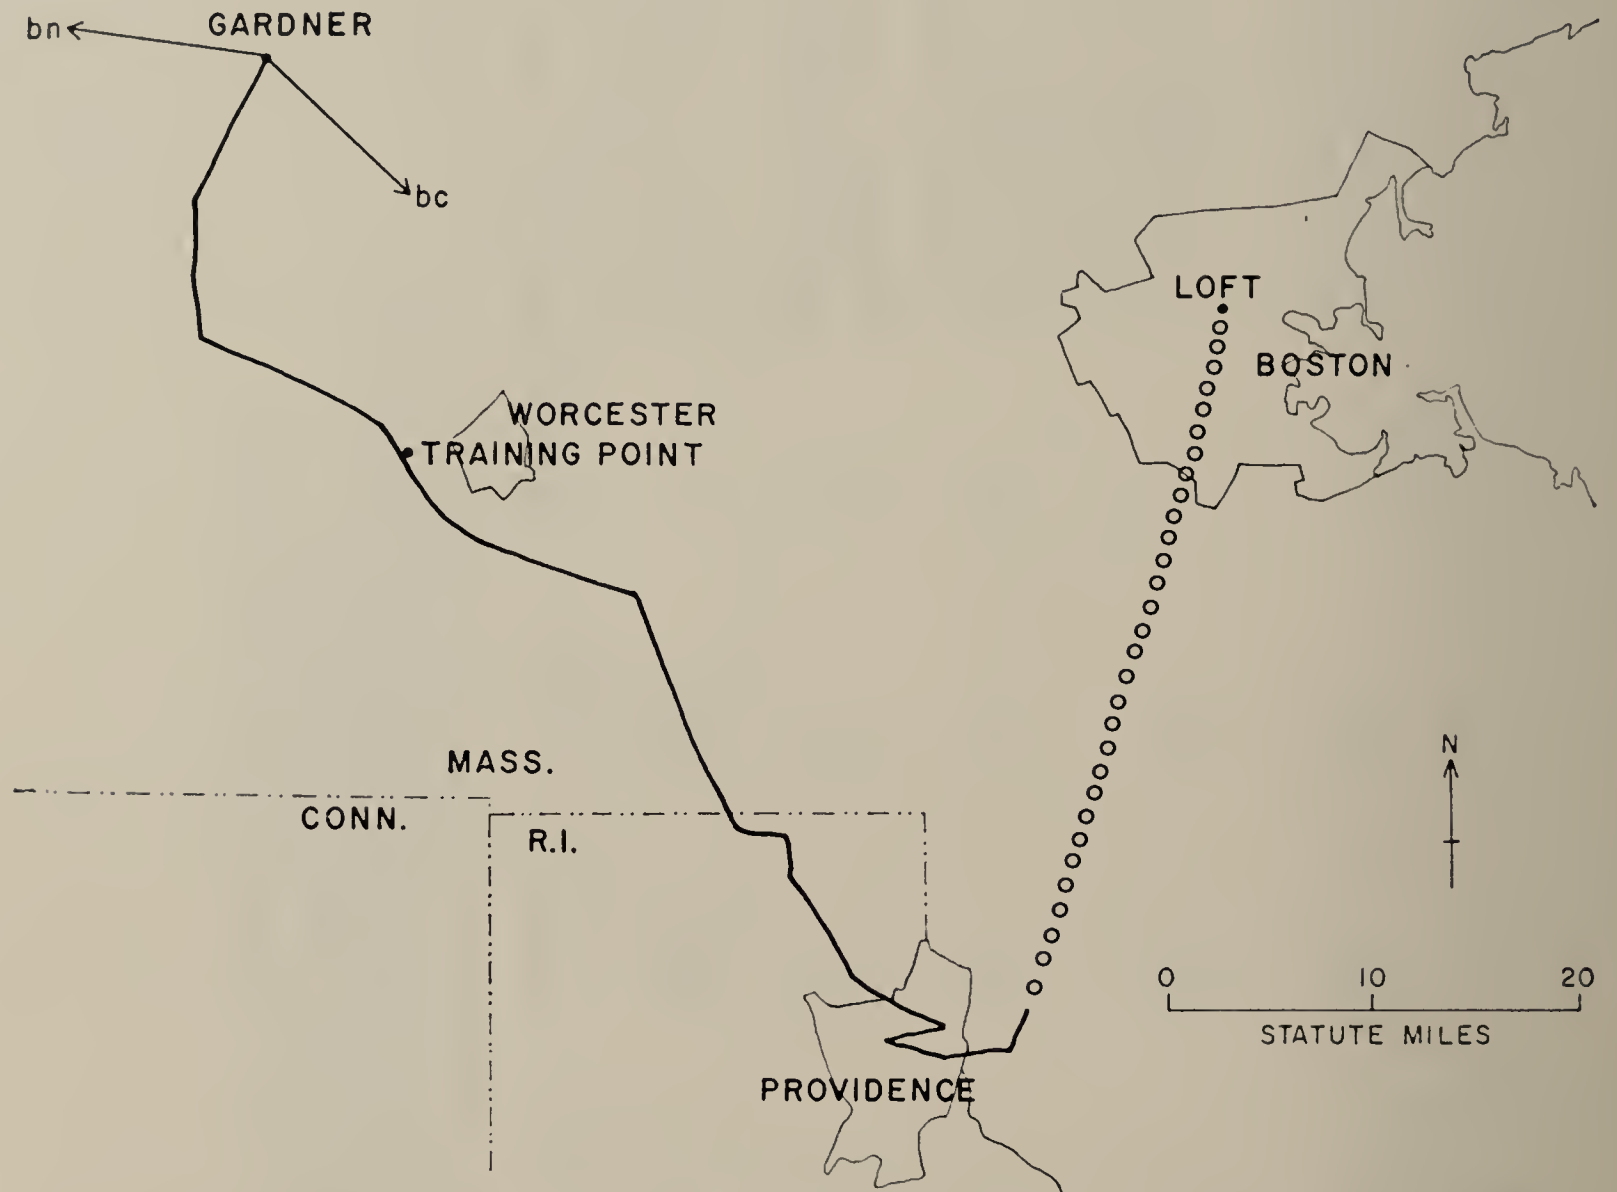 bn
GARDNER
bc
LOFT
BOSTON
WORCESTER
TRAINING POINT
MASS.
CONN.
R.I.
N
0 10 20
STATUTE MILES
PROVIDENCE